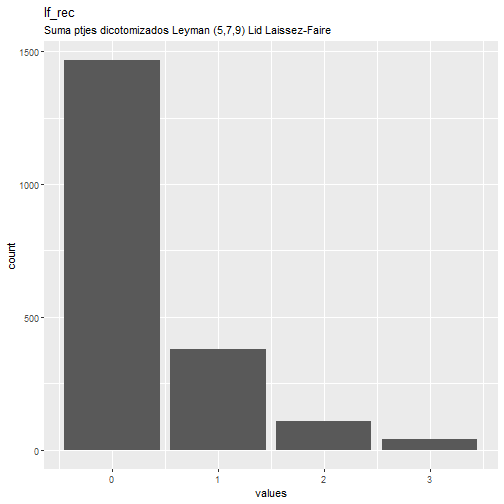 lf_rec
Suma ptjes dicotomizados Leyman (5,7,9) Lid Laissez-Faire
1500
1000
500
0
count
0 1 2 3
values